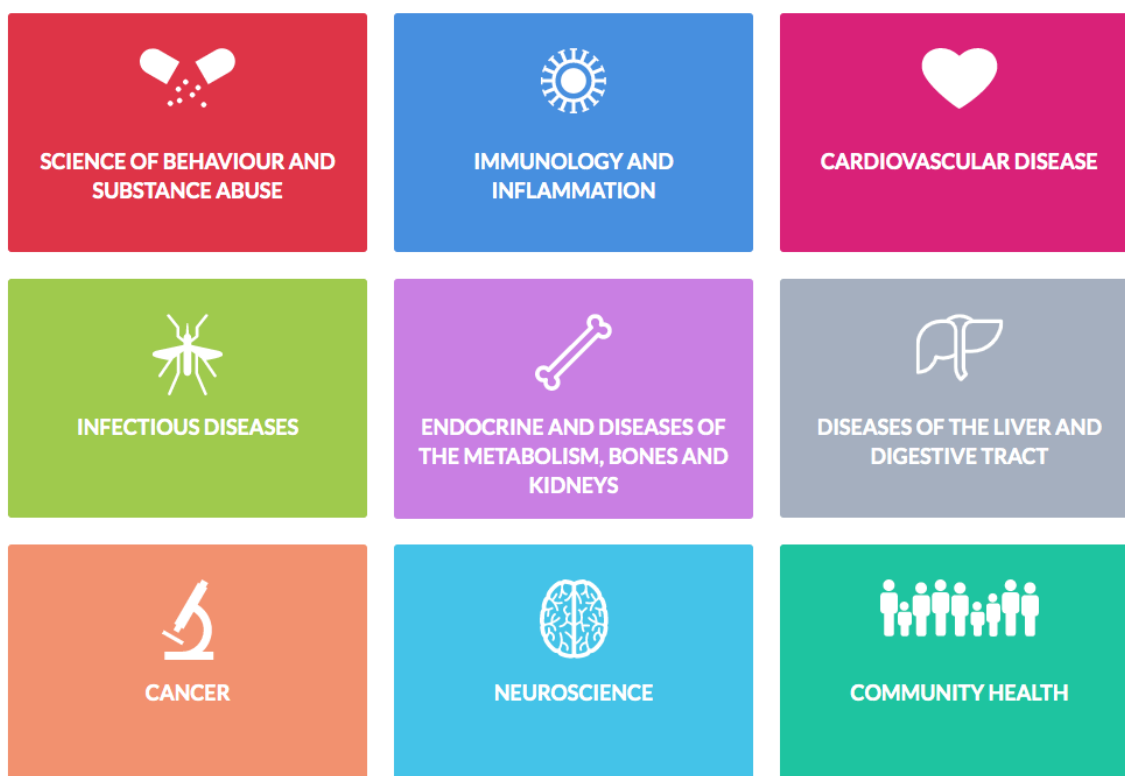 SCIENCE OF BEHAVIOUR AND
SUBSTANCE ABUSE
IMMUNOLOGY AND
INFLAMMATION
CARDIOVASCULAR DISEASE
INFECTIOUS DISEASES
ENDOCRINE AND DISEASES OF
THE METABOLISM, BONES AND
KIDNEYS
DISEASES OF THE LIVER AND
DIGESTIVE TRACT
CANCER
NEUROSCIENCE
COMMUNITY HEALTH